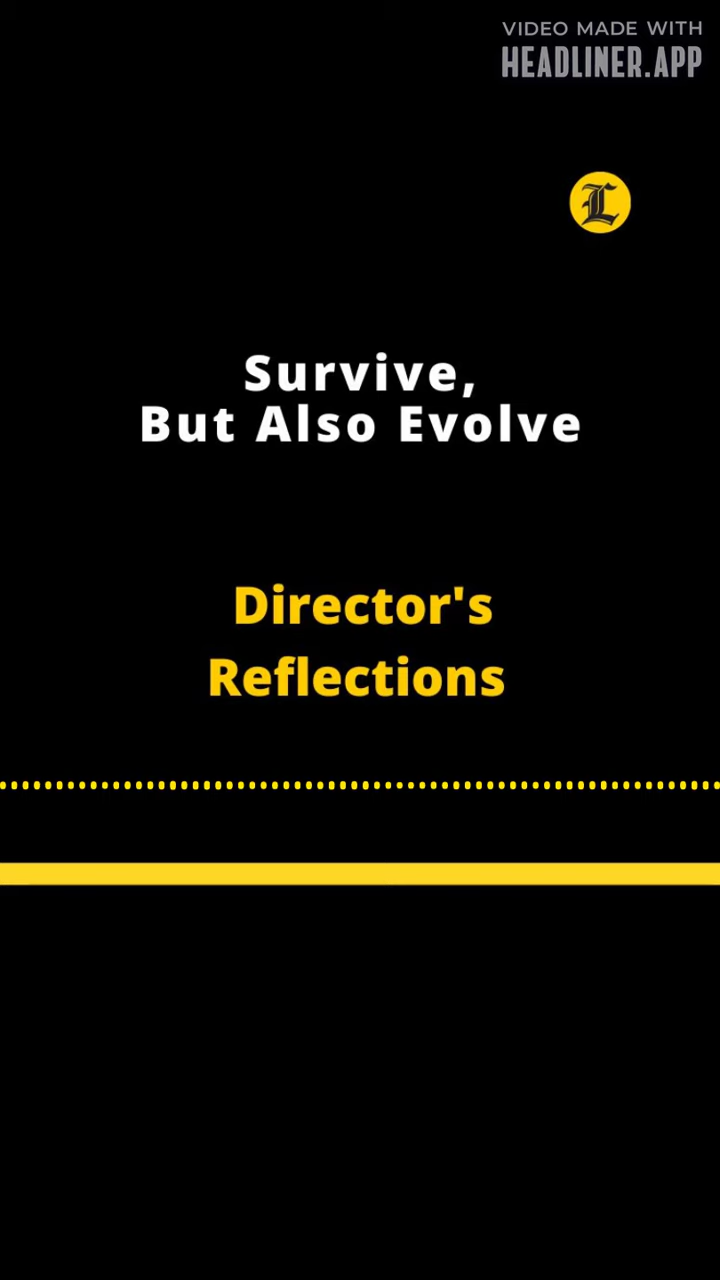 VIDEO MADE WITH
HEADLINER.APP
L
Survive,
But Also Evolve
Director's
Reflections